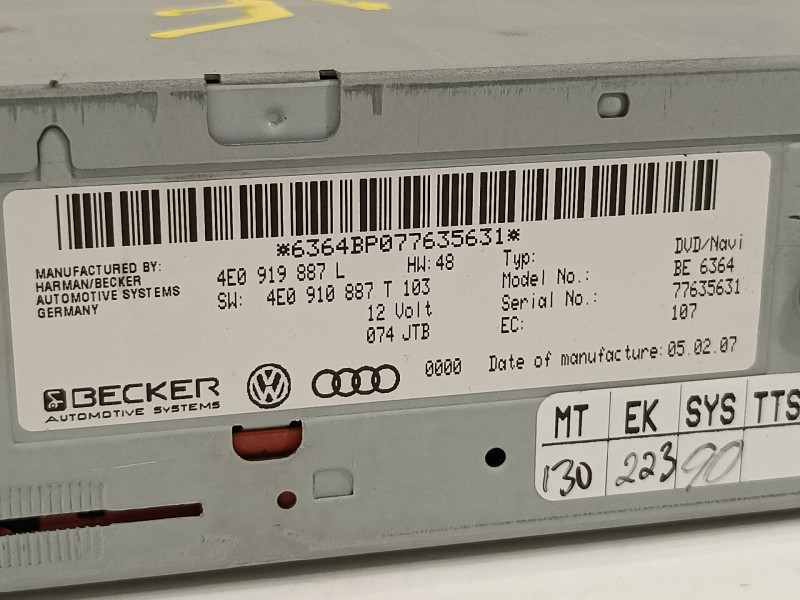 *6364BP077635631*
MANUFACTURED BY:
HARMAN/BECKER
AUTOMOTIVE SYSTEMS
GERMANY
4E0 919 887 L HW: 48
SW: 4E0 910 887 T 103
12 Volt
074 JTB
Typ: DVD/Navi
Model No.: BE 6364
Serial No.: 77635631
EC: 107
0000 Date of manufacture: 05.02.07
BECKER
AUTOMOTIVE SYSTEMS
VW
MT EK SYS TTS
130 223 90